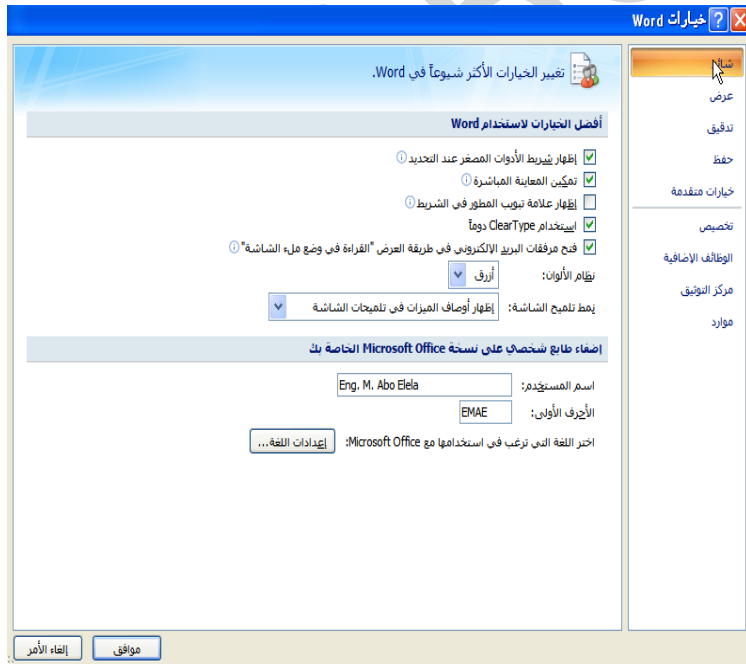 خيارات Word
شائع
عرض
تدقيق
حفظ
خيارات متقدمة
تخصيص
الوظائف الإضافية
مركز التوثيق
موارد
تغيير الخيارات الأكثر شيوعاً في Word.
أفضل الخيارات لاستخدام Word
إظهار شريط الأدوات المصغر عند التحديد
تمكين المعاينة المباشرة
إظهار علامة تبويب المطور في الشريط
استخدام ClearType دوماً
فتح مرفقات البريد الإلكتروني في طريقة العرض "القراءة في وضع ملء الشاشة"
نظام الألوان: أزرق
نمط تلميح الشاشة: إظهار أوصاف الميزات في تلميحات الشاشة
إضفاء طابع شخصي على نسخة Microsoft Office الخاصة بك
اسم المستخدم: Eng. M. Abo Elela
الأحرف الأولى: EMAE
اختر اللغة التي ترغب في استخدامها مع Microsoft Office: إعدادات اللغة...
موافق إلغاء الأمر